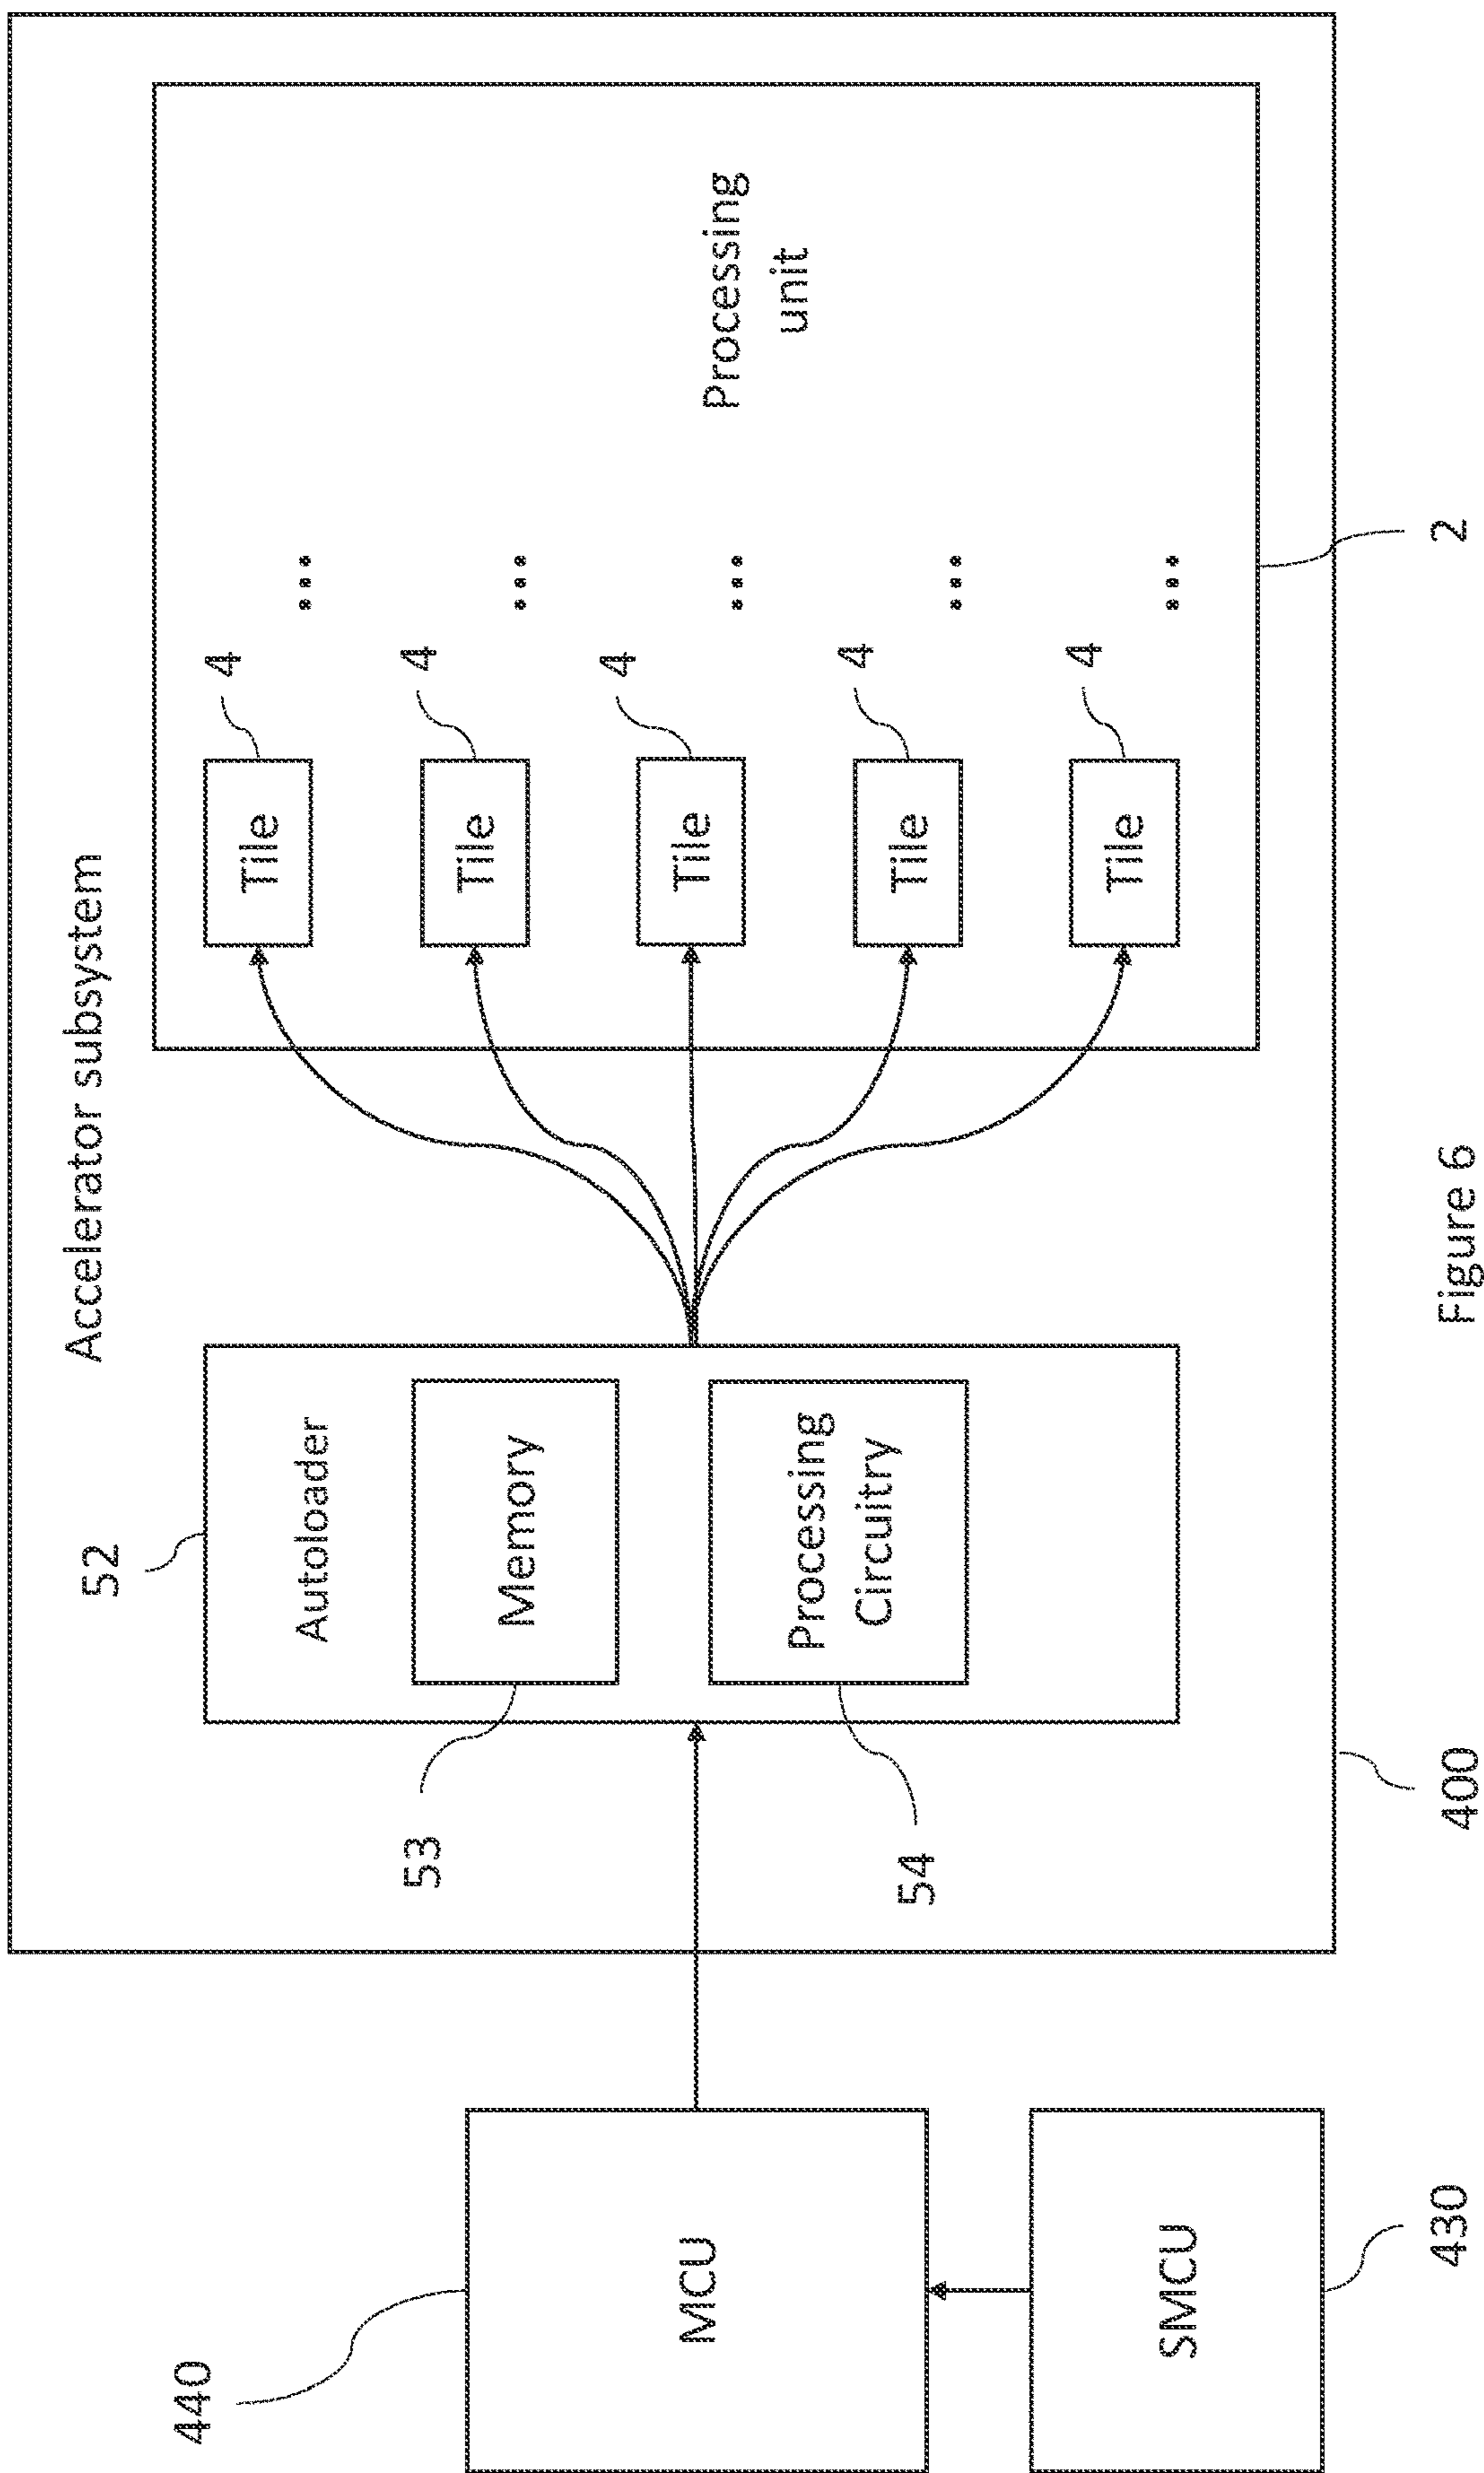 Accelerator subsystem
440
MCU
SMCU
430
52
Autoloader
Memory
53
Processing
Circuitry
54
Tile
4
Tile
4
Tile
4
Tile
4
Tile
4
...
...
...
...
...
Processing
unit
2
400
Figure 6